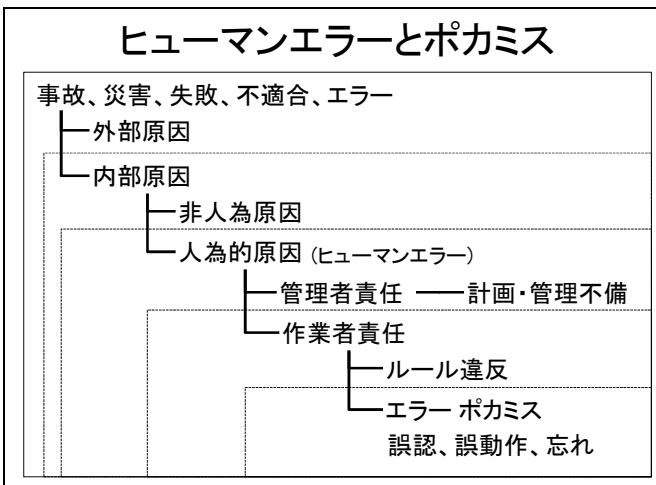 ヒューマンエラーとポカミス
事故、災害、失敗、不適合、エラー
外部原因
内部原因
非人為原因
人為的原因 (ヒューマンエラー)
管理者責任 計画・管理不備
作業者責任
ルール違反
エラー ポカミス
誤認、誤動作、忘れ